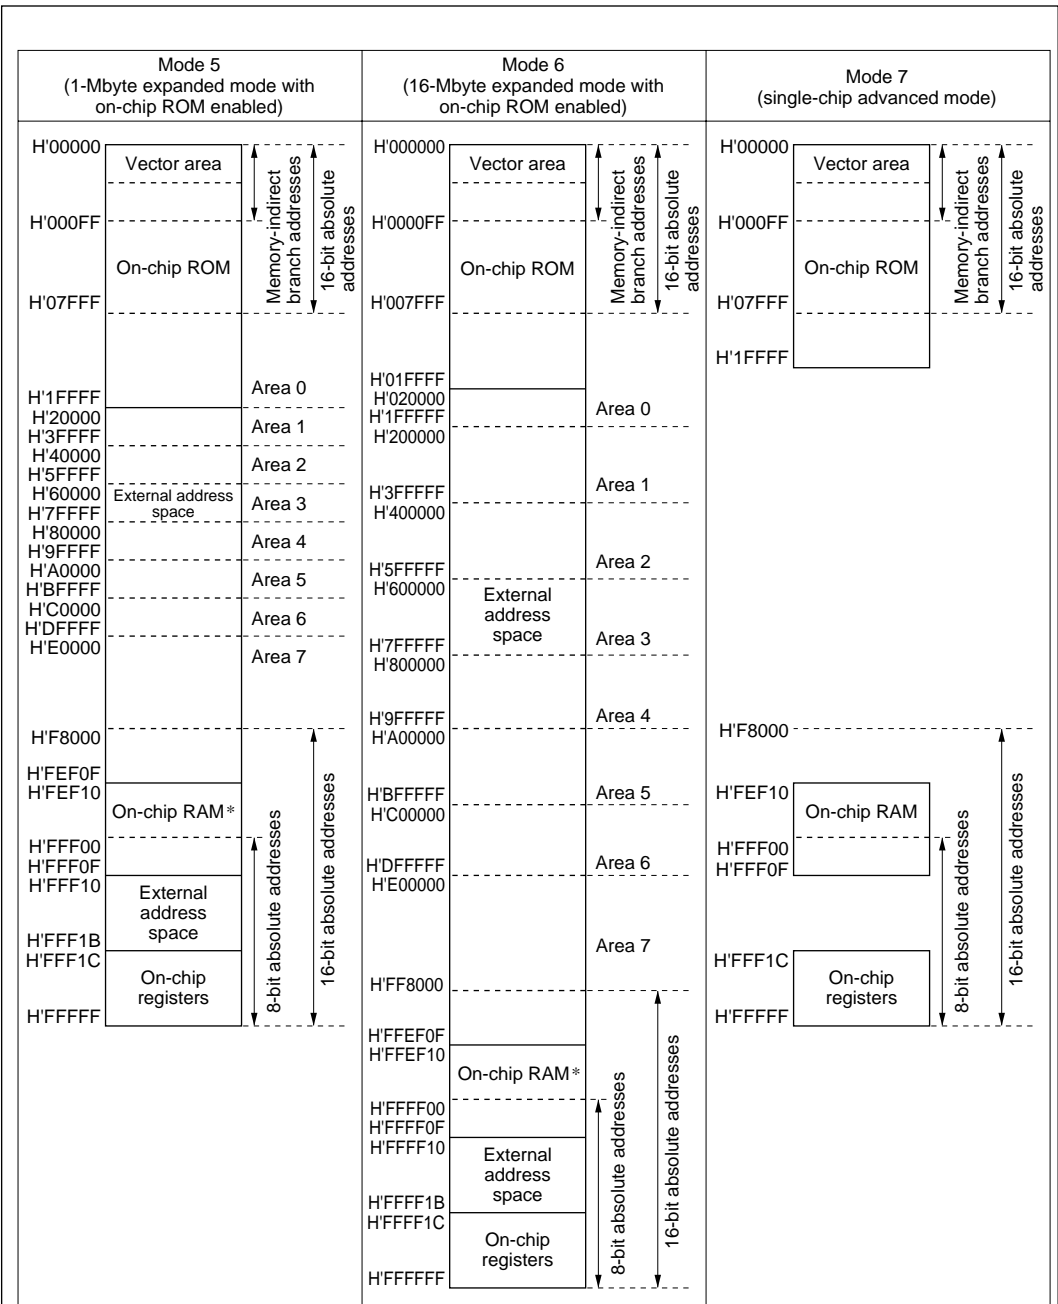 Mode 5
(1-Mbyte expanded mode with
on-chip ROM enabled)
H'00000
Vector area
H'000FF
On-chip ROM
H'07FFF
Memory-indirect
branch addresses
16-bit absolute
addresses
H'1FFFF
Area 0
H'20000
H'3FFFF
Area 1
H'40000
H'5FFFF
Area 2
H'60000
H'7FFFF
External address
space
Area 3
H'80000
H'9FFFF
Area 4
H'A0000
H'BFFFF
Area 5
H'C0000
H'DFFFF
Area 6
H'E0000
Area 7
H'F8000
H'FEF0F
H'FEF10
On-chip RAM*
H'FFF00
H'FFF0F
H'FFF10
External
address
space
H'FFF1B
H'FFF1C
On-chip
registers
H'FFFFF
8-bit absolute addresses
16-bit absolute addresses
Mode 6
(16-Mbyte expanded mode with
on-chip ROM enabled)
H'000000
Vector area
H'0000FF
On-chip ROM
H'007FFF
Memory-indirect
branch addresses
16-bit absolute
addresses
H'01FFFF
H'020000
H'1FFFFF
Area 0
H'200000
H'3FFFFF
Area 1
H'400000
H'5FFFFF
Area 2
H'600000
External
address
space
H'7FFFFF
Area 3
H'800000
H'9FFFFF
Area 4
H'A00000
H'BFFFFF
Area 5
H'C00000
H'DFFFFF
Area 6
H'E00000
Area 7
H'FF8000
H'FFEF0F
H'FFEF10
On-chip RAM*
H'FFFF00
H'FFFF0F
H'FFFF10
External
address
space
H'FFFF1B
H'FFFF1C
On-chip
registers
H'FFFFFF
8-bit absolute addresses
16-bit absolute addresses
Mode 7
(single-chip advanced mode)
H'00000
Vector area
H'000FF
On-chip ROM
H'07FFF
Memory-indirect
branch addresses
16-bit absolute
addresses
H'1FFFF
H'F8000
H'FEF10
On-chip RAM
H'FFF00
H'FFF0F
H'FFF1C
On-chip
registers
H'FFFFF
8-bit absolute addresses
16-bit absolute addresses